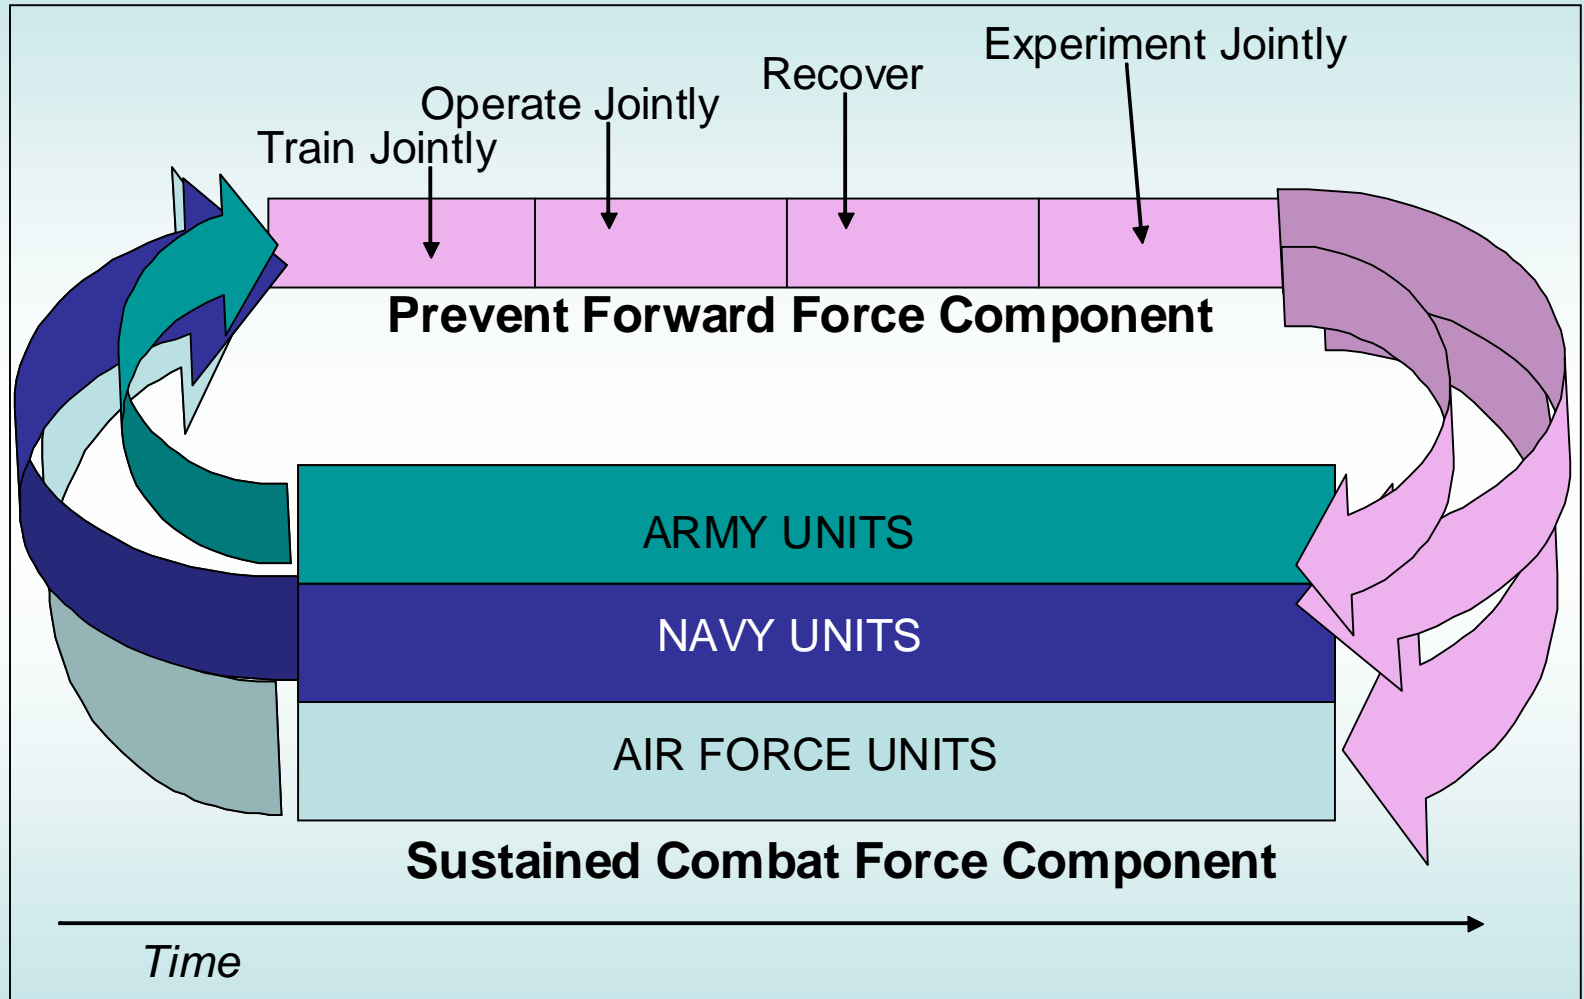 Experiment Jointly
Recover
Operate Jointly
Train Jointly
Prevent Forward Force Component
ARMY UNITS
NAVY UNITS
AIR FORCE UNITS
Sustained Combat Force Component
Time